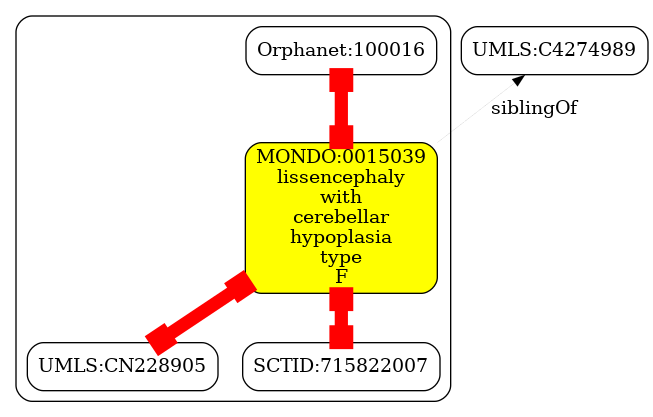 Orphanet:100016
UMLS:C4274989
siblingOf
MONDO:0015039
lissencephaly
with
cerebellar
hypoplasia
type
F
UMLS:CN228905
SCTID:715822007